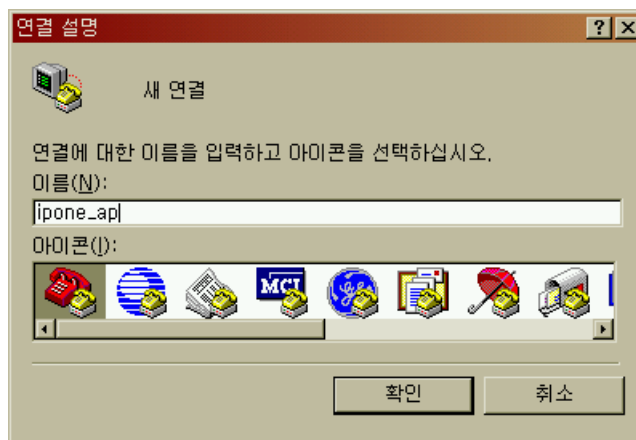 연결 설명
새 연결
연결에 대한 이름을 입력하고 아이콘을 선택하십시오.
이름(N):
ipone_ap
아이콘(I):
MCI
확인
취소